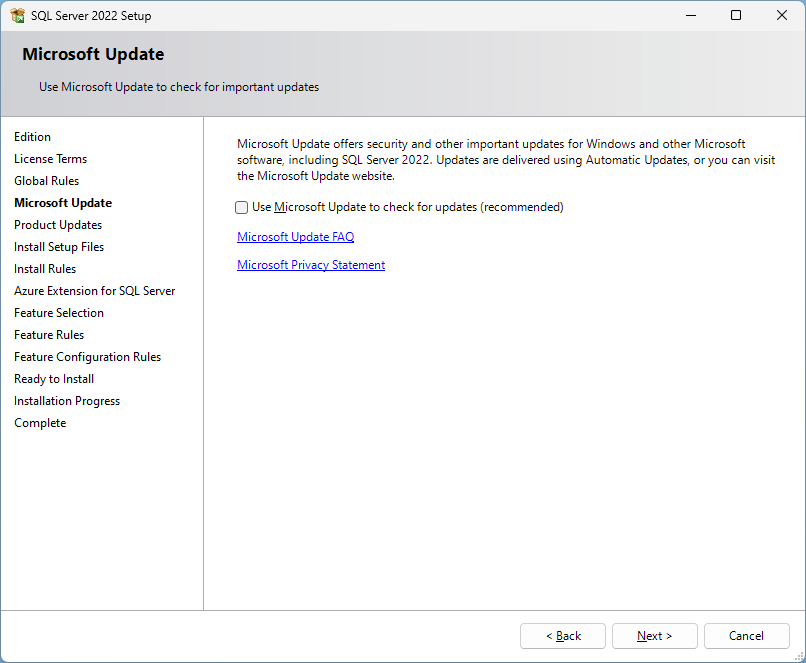 SQL Server 2022 Setup
Microsoft Update
Use Microsoft Update to check for important updates
Edition
License Terms
Global Rules
Microsoft Update
Product Updates
Install Setup Files
Install Rules
Azure Extension for SQL Server
Feature Selection
Feature Rules
Feature Configuration Rules
Ready to Install
Installation Progress
Complete
Microsoft Update offers security and other important updates for Windows and other Microsoft
software, including SQL Server 2022. Updates are delivered using Automatic Updates, or you can visit
the Microsoft Update website.
Use Microsoft Update to check for updates (recommended)
Microsoft Update FAQ
Microsoft Privacy Statement
< Back
Next >
Cancel